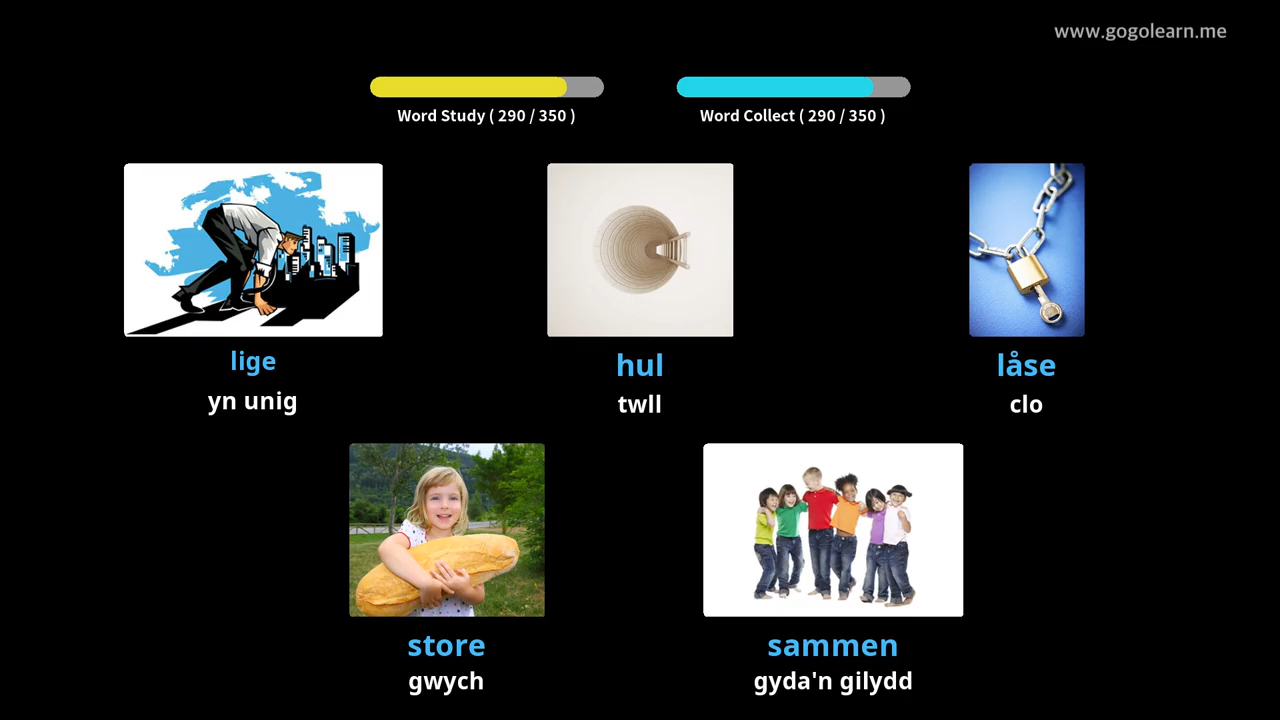 www.gogolearn.me
Word Study ( 290 / 350 )
Word Collect ( 290 / 350 )
lige
yn unig
hul
twll
låse
clo
store
gwych
sammen
gyda'n gilydd